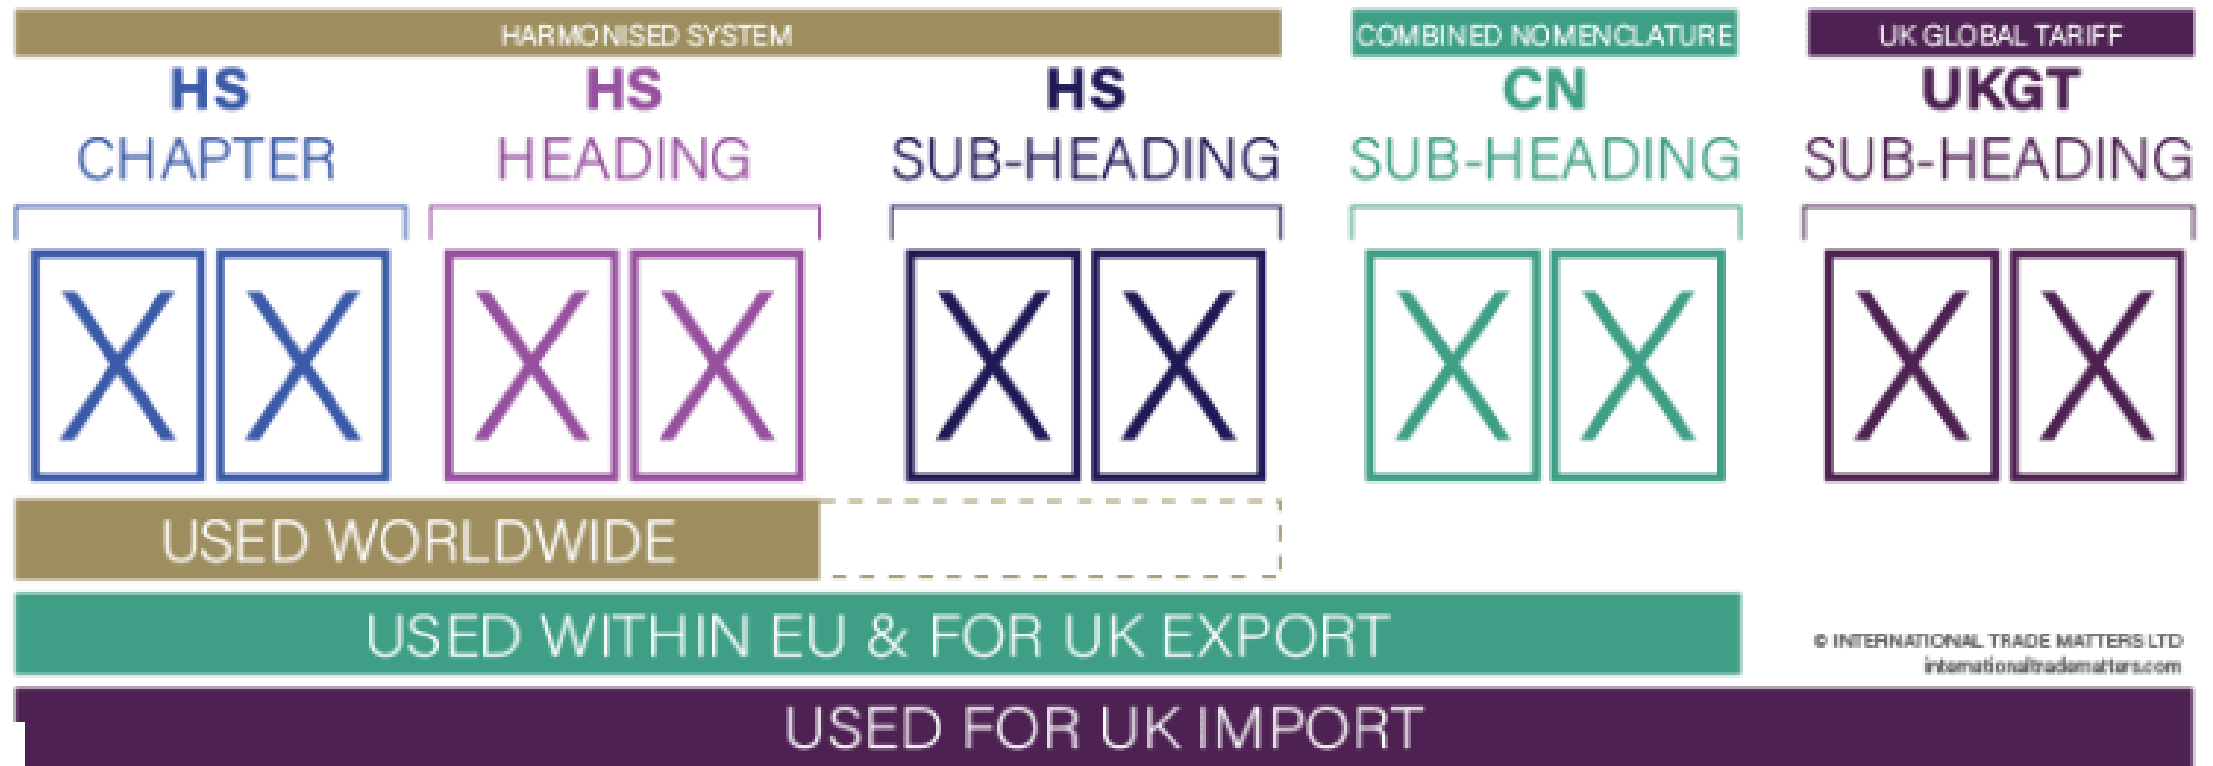 HARMONISED SYSTEM
COMBINED NOMENCLATURE
UK GLOBAL TARIFF
HS
HS
HS
CN
UKGT
CHAPTER
HEADING
SUB-HEADING
SUB-HEADING
SUB-HEADING
X X X X X X X X X X
USED WORLDWIDE
USED WITHIN EU & FOR UK EXPORT
© INTERNATIONAL TRADE MATTERS LTD
internationaltradematters.com
USED FOR UK IMPORT